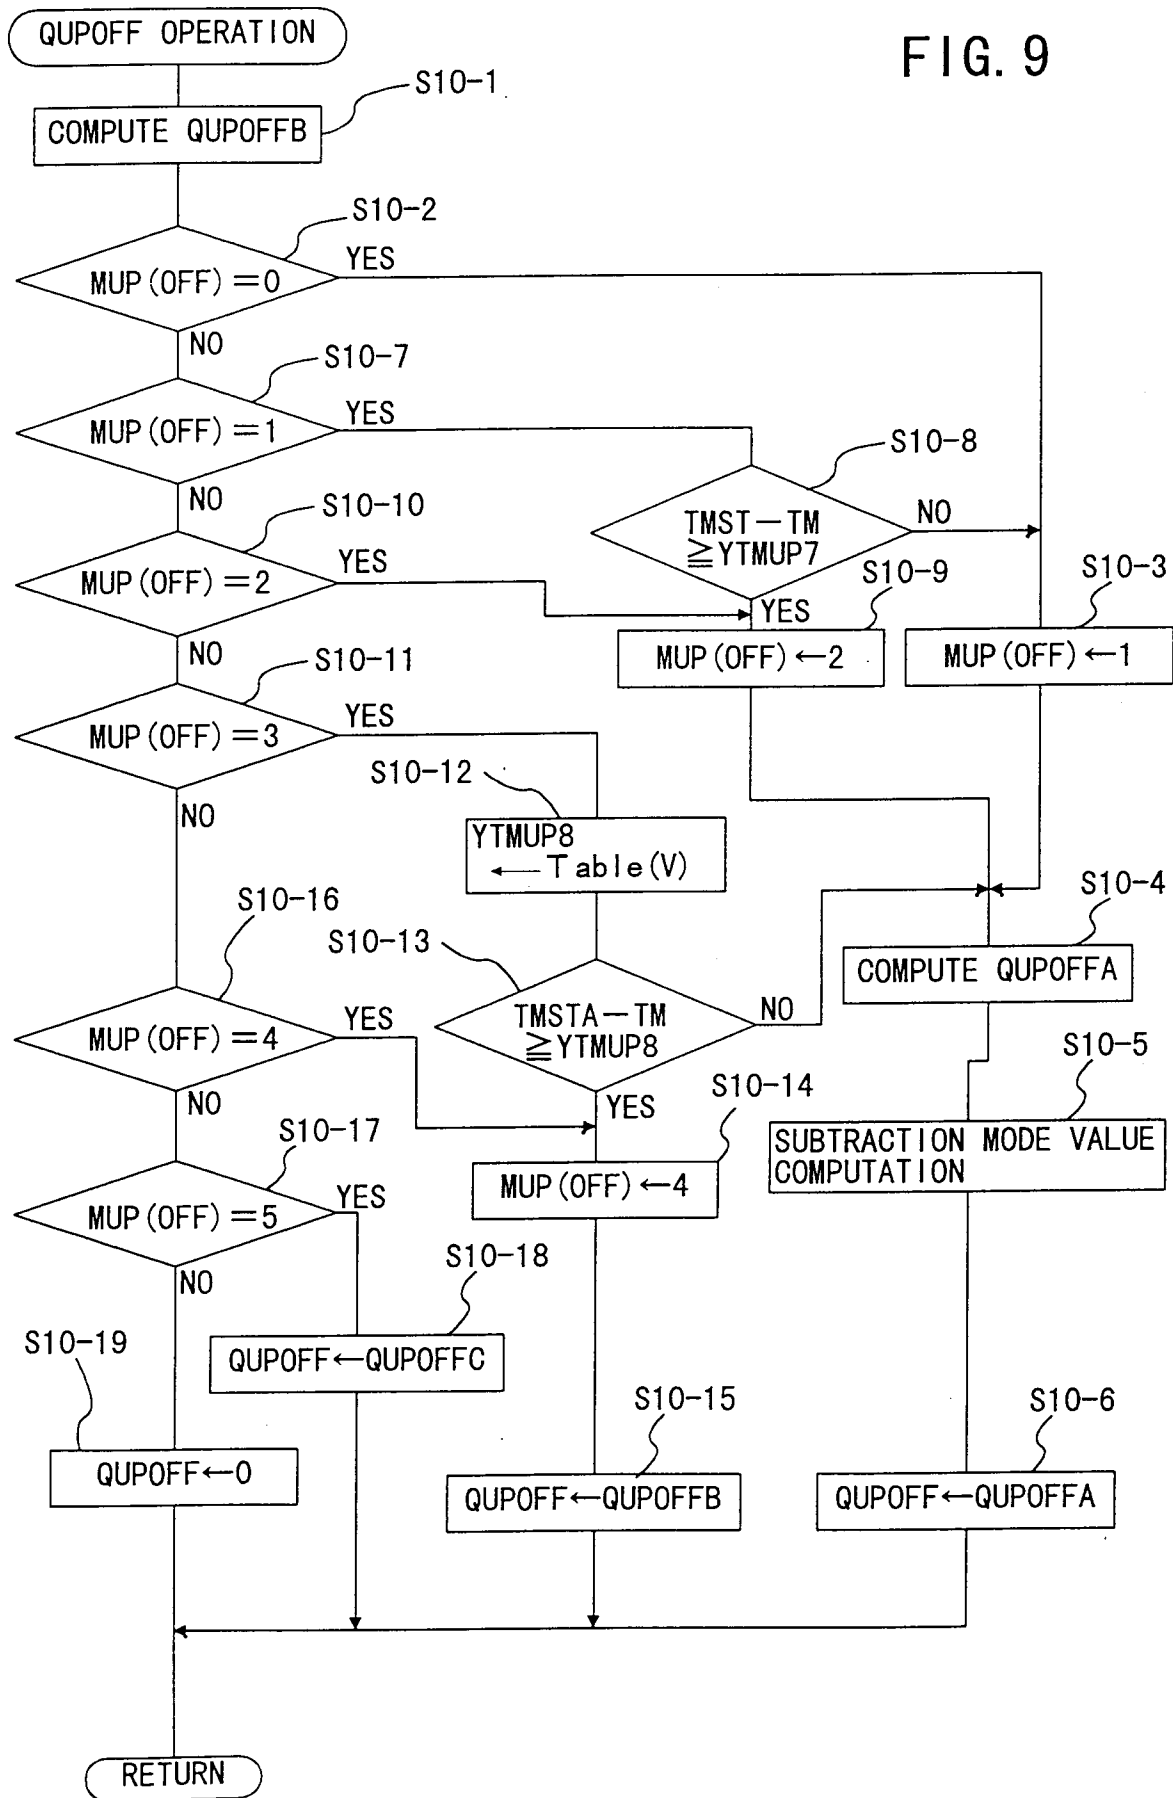 QUPOFF OPERATION
FIG. 9
S10-1
COMPUTE QUPOFFB
S10-2
MUP(OFF)=0
YES
NO
S10-7
MUP(OFF)=1
YES
NO
S10-8
TMST-TM
≧YTMUP7
NO
YES
S10-10
MUP(OFF)=2
YES
NO
S10-9
MUP(OFF)←2
S10-3
MUP(OFF)←1
S10-11
MUP(OFF)=3
YES
NO
S10-12
YTMUP8
←Table(V)
S10-13
TMSTA-TM
≧YTMUP8
NO
YES
S10-4
COMPUTE QUPOFFA
S10-16
MUP(OFF)=4
YES
NO
S10-5
SUBTRACTION MODE VALUE
COMPUTATION
S10-14
MUP(OFF)←4
S10-17
MUP(OFF)=5
YES
NO
S10-18
QUPOFF←QUPOFFC
S10-19
QUPOFF←0
S10-15
QUPOFF←QUPOFFB
S10-6
QUPOFF←QUPOFFA
RETURN